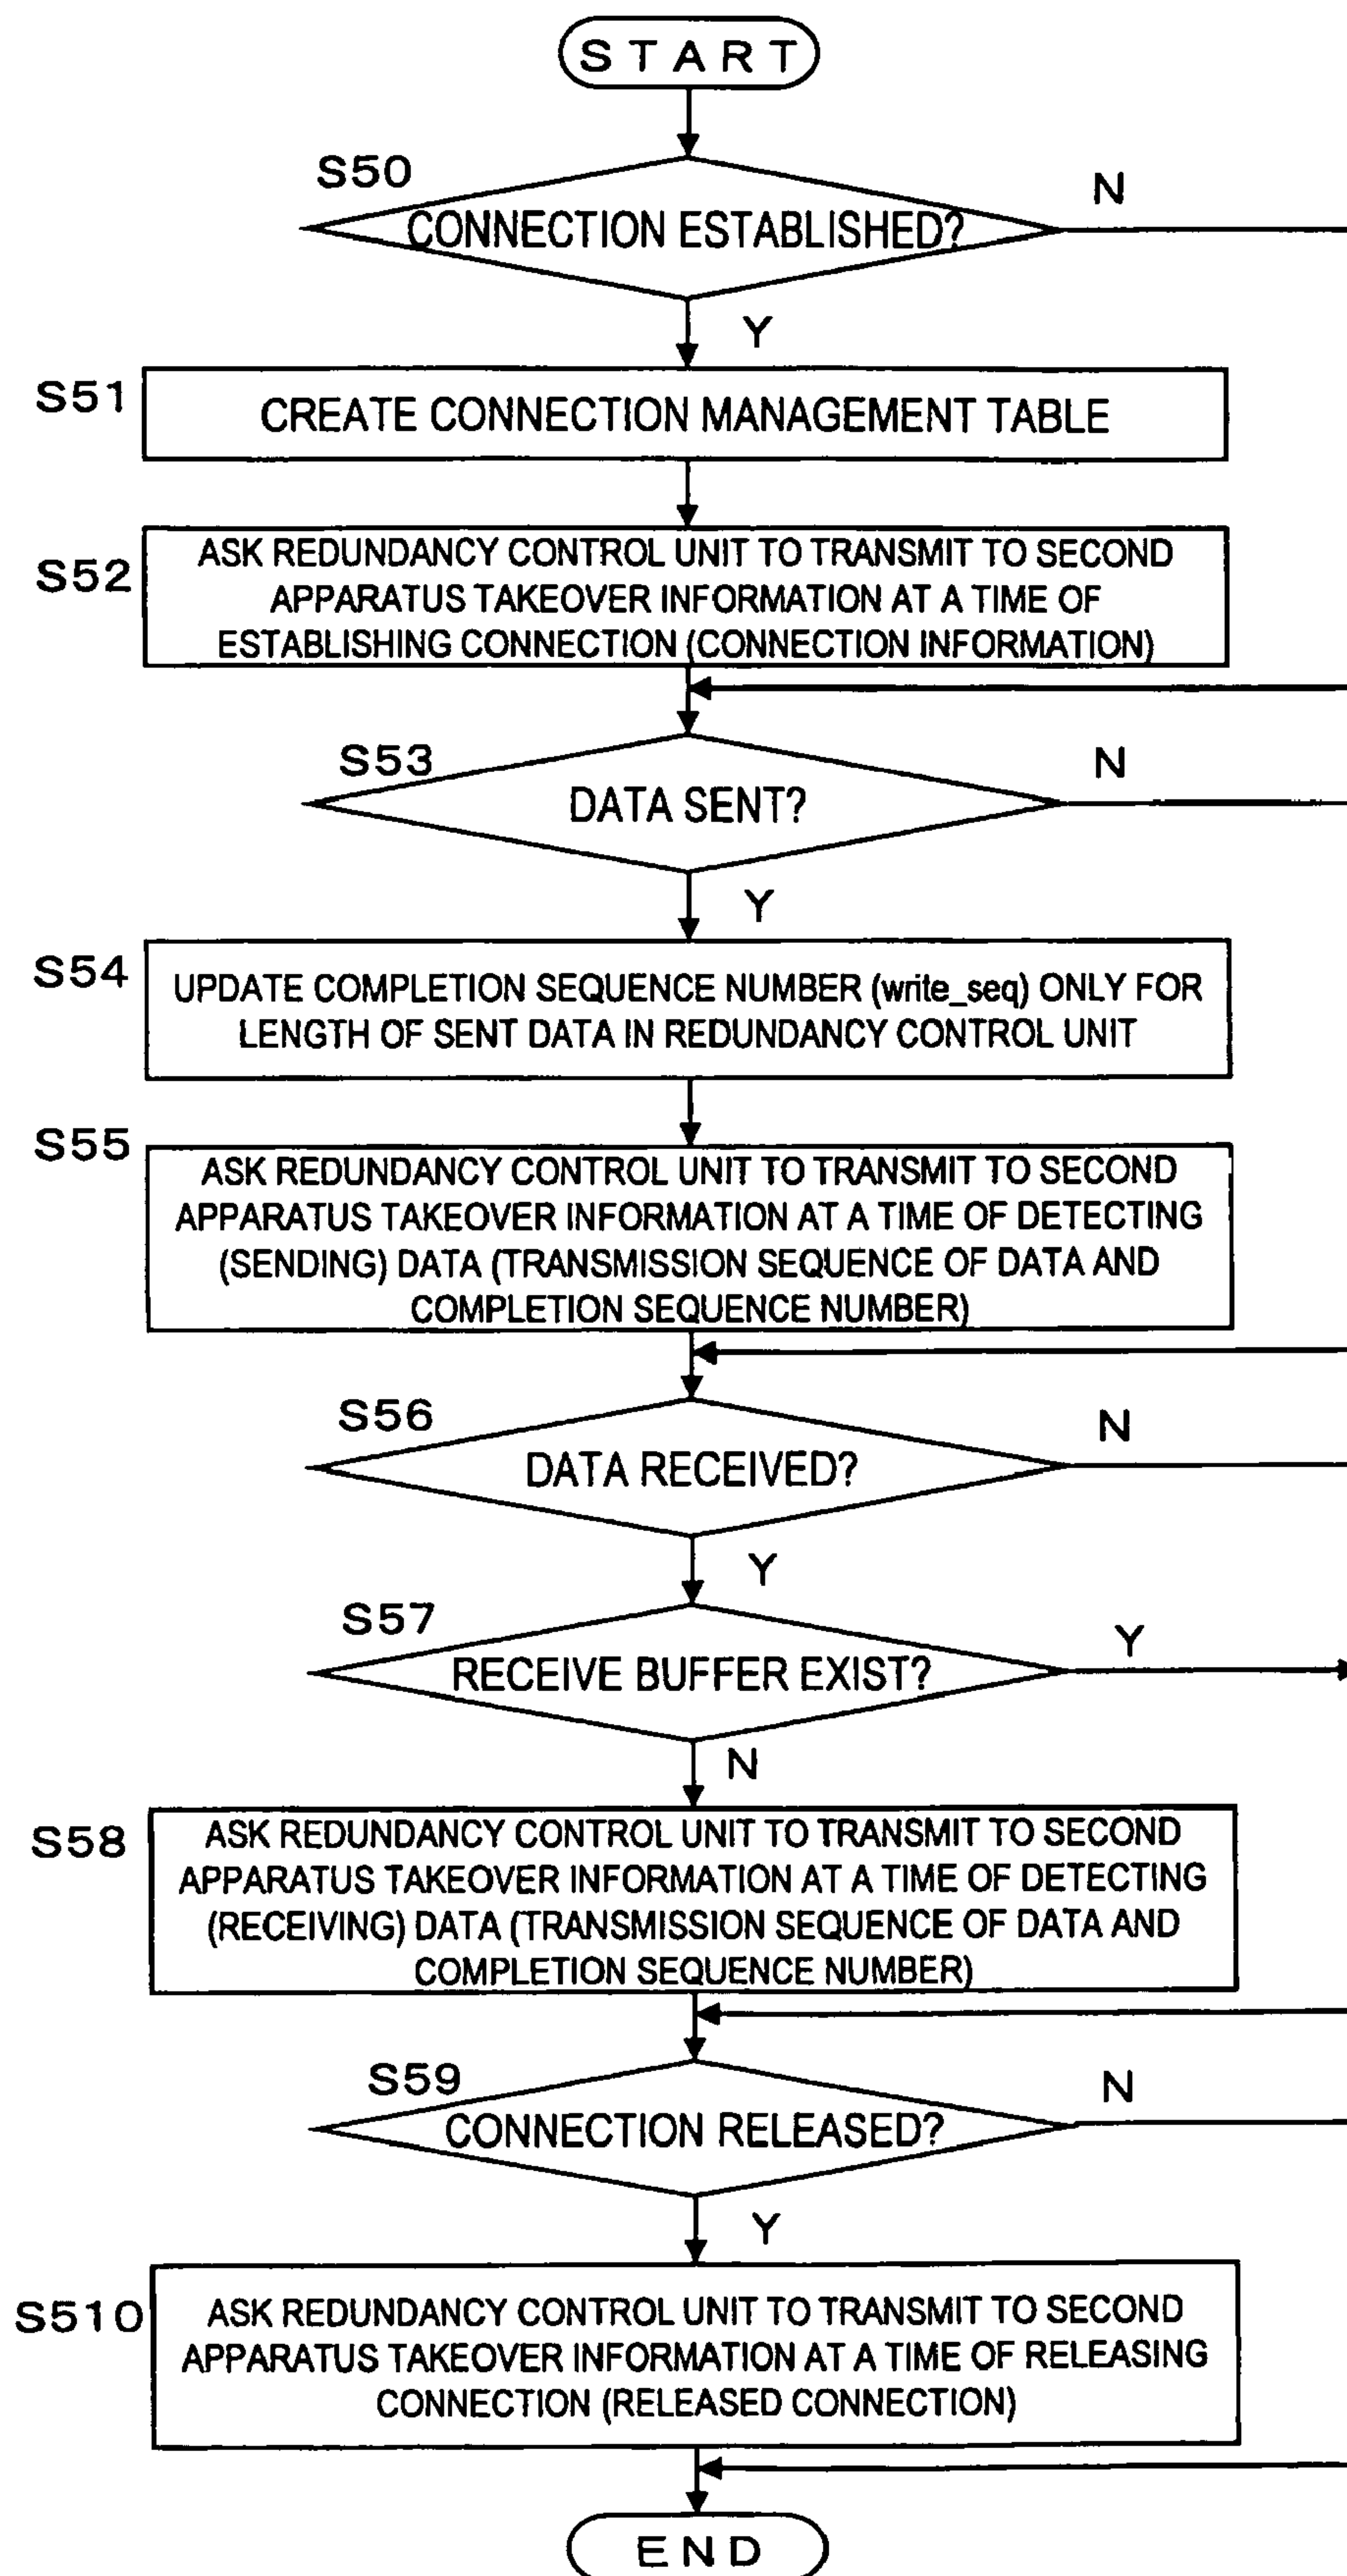 START
S50
CONNECTION ESTABLISHED?
N
Y
S51
CREATE CONNECTION MANAGEMENT TABLE
S52
ASK REDUNDANCY CONTROL UNIT TO TRANSMIT TO SECOND
APPARATUS TAKEOVER INFORMATION AT A TIME OF
ESTABLISHING CONNECTION (CONNECTION INFORMATION)
S53
DATA SENT?
N
Y
S54
UPDATE COMPLETION SEQUENCE NUMBER (write_seq) ONLY FOR
LENGTH OF SENT DATA IN REDUNDANCY CONTROL UNIT
S55
ASK REDUNDANCY CONTROL UNIT TO TRANSMIT TO SECOND
APPARATUS TAKEOVER INFORMATION AT A TIME OF DETECTING
(SENDING) DATA (TRANSMISSION SEQUENCE OF DATA AND
COMPLETION SEQUENCE NUMBER)
S56
DATA RECEIVED?
N
Y
S57
RECEIVE BUFFER EXIST?
Y
N
S58
ASK REDUNDANCY CONTROL UNIT TO TRANSMIT TO SECOND
APPARATUS TAKEOVER INFORMATION AT A TIME OF DETECTING
(RECEIVING) DATA (TRANSMISSION SEQUENCE OF DATA AND
COMPLETION SEQUENCE NUMBER)
S59
CONNECTION RELEASED?
N
Y
S510
ASK REDUNDANCY CONTROL UNIT TO TRANSMIT TO SECOND
APPARATUS TAKEOVER INFORMATION AT A TIME OF RELEASING
CONNECTION (RELEASED CONNECTION)
END